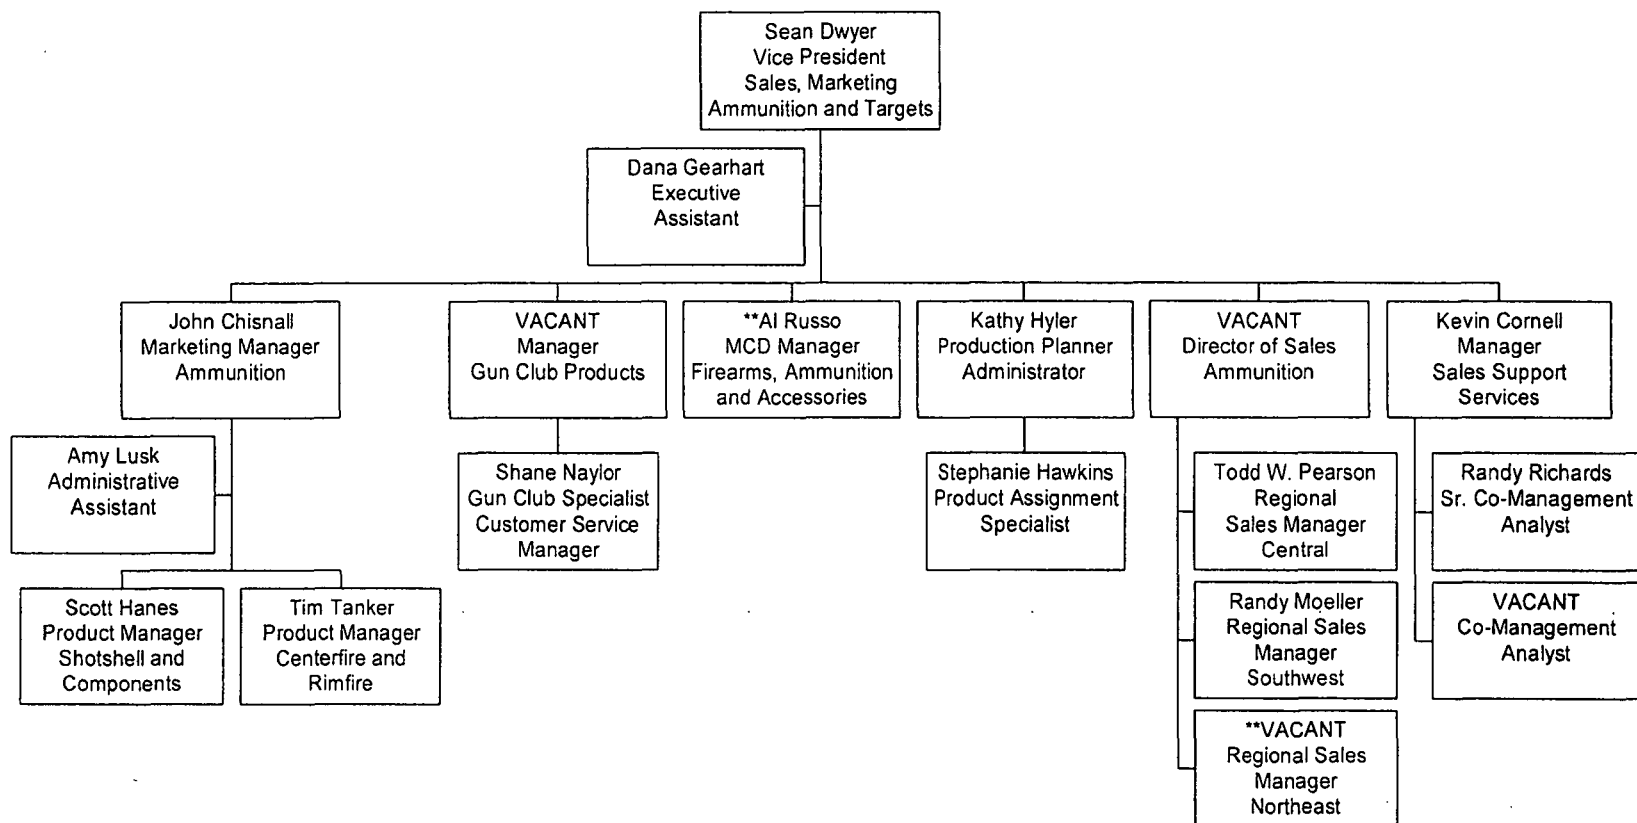 Sean Dwyer
Vice President
Sales, Marketing
Ammunition and Targets
Dana Gearhart
Executive
Assistant
John Chisnall
Marketing Manager
Ammunition
VACANT
Manager
Gun Club Products
**Al Russo
MCD Manager
Firearms, Ammunition
and Accessories
Kathy Hyler
Production Planner
Administrator
VACANT
Director of Sales
Ammunition
Kevin Cornell
Manager
Sales Support
Services
Amy Lusk
Administrative
Assistant
Shane Naylor
Gun Club Specialist
Customer Service
Manager
Stephanie Hawkins
Product Assignment
Specialist
Todd W. Pearson
Regional
Sales Manager
Central
Randy Richards
Sr. Co-Management
Analyst
Scott Hanes
Product Manager
Shotshell and
Components
Tim Tanker
Product Manager
Centerfire and
Rimfire
Randy Moeller
Regional Sales
Manager
Southwest
VACANT
Co-Management
Analyst
**VACANT
Regional Sales
Manager
Northeast